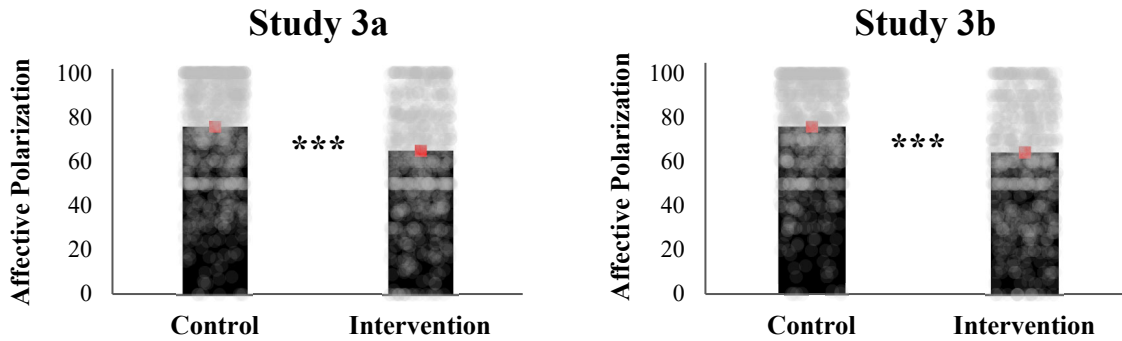 Study 3a
Affective Polarization
100
80
60
40
20
0
***
Control
Intervention
Study 3b
Affective Polarization
100
80
60
40
20
0
***
Control
Intervention